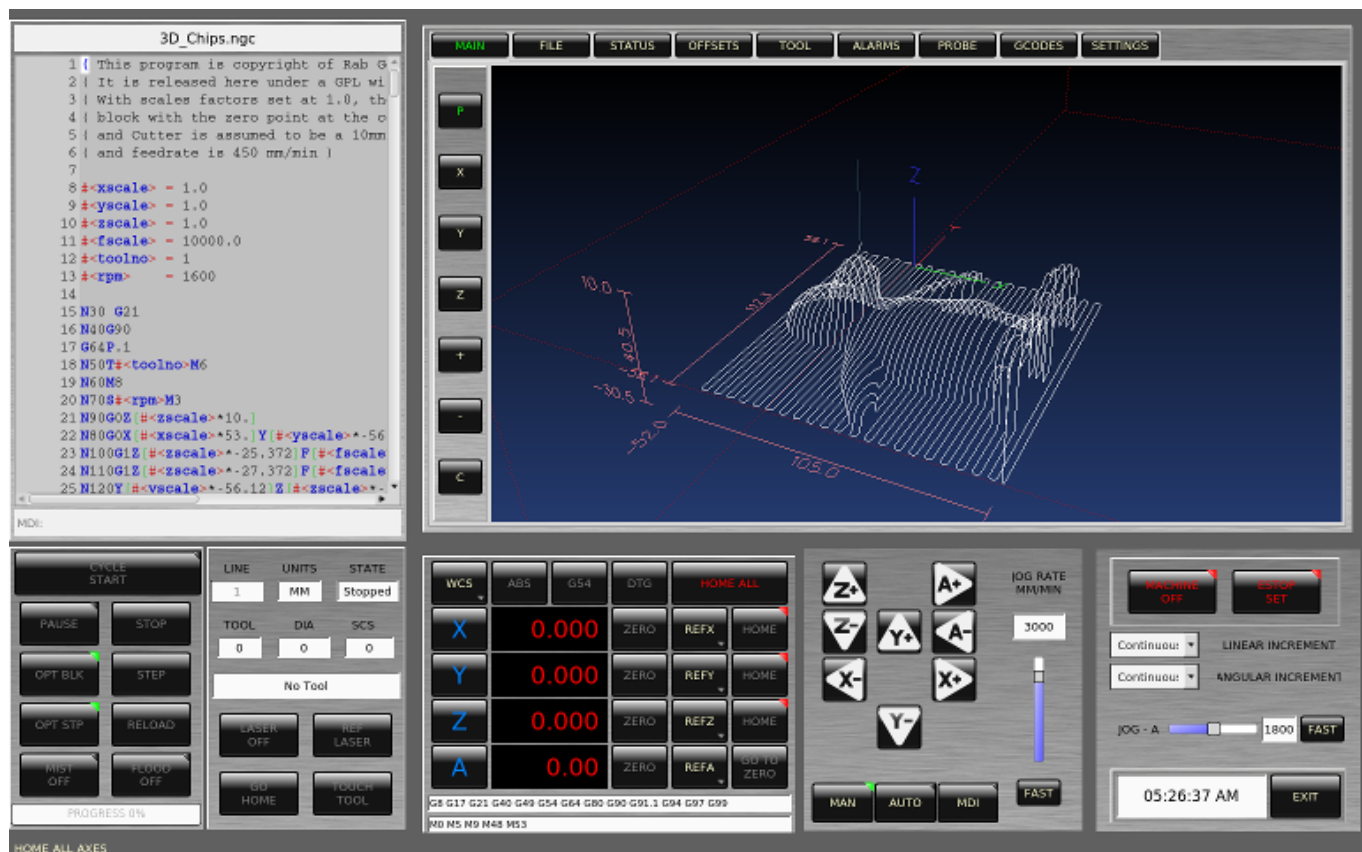 3D_Chips.ngc
1 ( This program is copyright of Rab G
2 ( It is released here under a GPL wi
3 ( With scales factors set at 1.0, th
4 ( block with the zero point at the c
5 ( and Cutter is assumed to be a 10mm
6 ( and feedrate is 450 mm/min )
7
8 #<xscale> = 1.0
9 #<yscale> = 1.0
10 #<zscale> = 1.0
11 #<fscale> = 10000.0
12 #<toolno> = 1
13 #<rpm> = 1600
14
15 N30 G21
16 N40G90
17 G64P.1
18 N50T#<toolno>M6
19 N60M8
20 N70S#<rpm>M3
21 N90G0Z[#<zscale>*10.]
22 N80G0X[#<xscale>*53.]Y[#<yscale>*-56
23 N100G1Z[#<zscale>*-25.372]F[#<fscale
24 N110G1Z[#<zscale>*-27.372]F[#<fscale
25 N120Y[#<yscale>*-56.12]Z[#<zscale>*-
MDI:
MAIN FILE STATUS OFFSETS TOOL ALARMS PROBE GCODES SETTINGS
P
X
Y
Z
+
-
C
Z
Y
X
10.0
40.5
-30.5
-52.0
105.0
CYCLE
START
PAUSE STOP
OPT BLK STEP
OPT STP RELOAD
MIST
OFF
FLOOD
OFF
PROGRESS 0%
LINE UNITS STATE
1 MM Stopped
TOOL DIA SCS
0 0 0
No Tool
LASER
OFF
REF
LASER
GO
HOME
TOUCH
TOOL
WCS ABS G54 DTG HOME ALL
X 0.000 ZERO REFX HOME
Y 0.000 ZERO REFY HOME
Z 0.000 ZERO REFZ HOME
A 0.00 ZERO REFA GO TO
ZERO
G8 G17 G21 G40 G49 G54 G64 G80 G90 G91.1 G94 G97 G99
M0 M5 M9 M48 M53
Z+ A+
Z- Y+ A-
X- X+
Y-
JOG RATE
MM/MIN
3000
FAST
MAN AUTO MDI
MACHINE
OFF
ESTOP
SET
Continuou: LINEAR INCREMENT
Continuou: ANGULAR INCREMENT
JOG - A 1800 FAST
05:26:37 AM EXIT
HOME ALL AXES